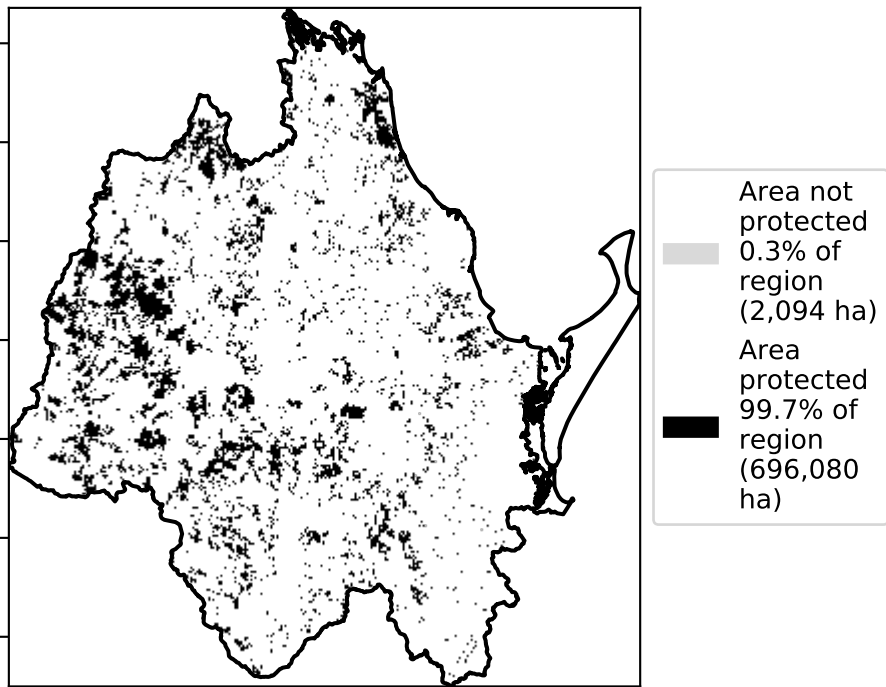 Area not
protected
0.3% of
region
(2,094 ha)
Area
protected
99.7% of
region
(696,080
ha)